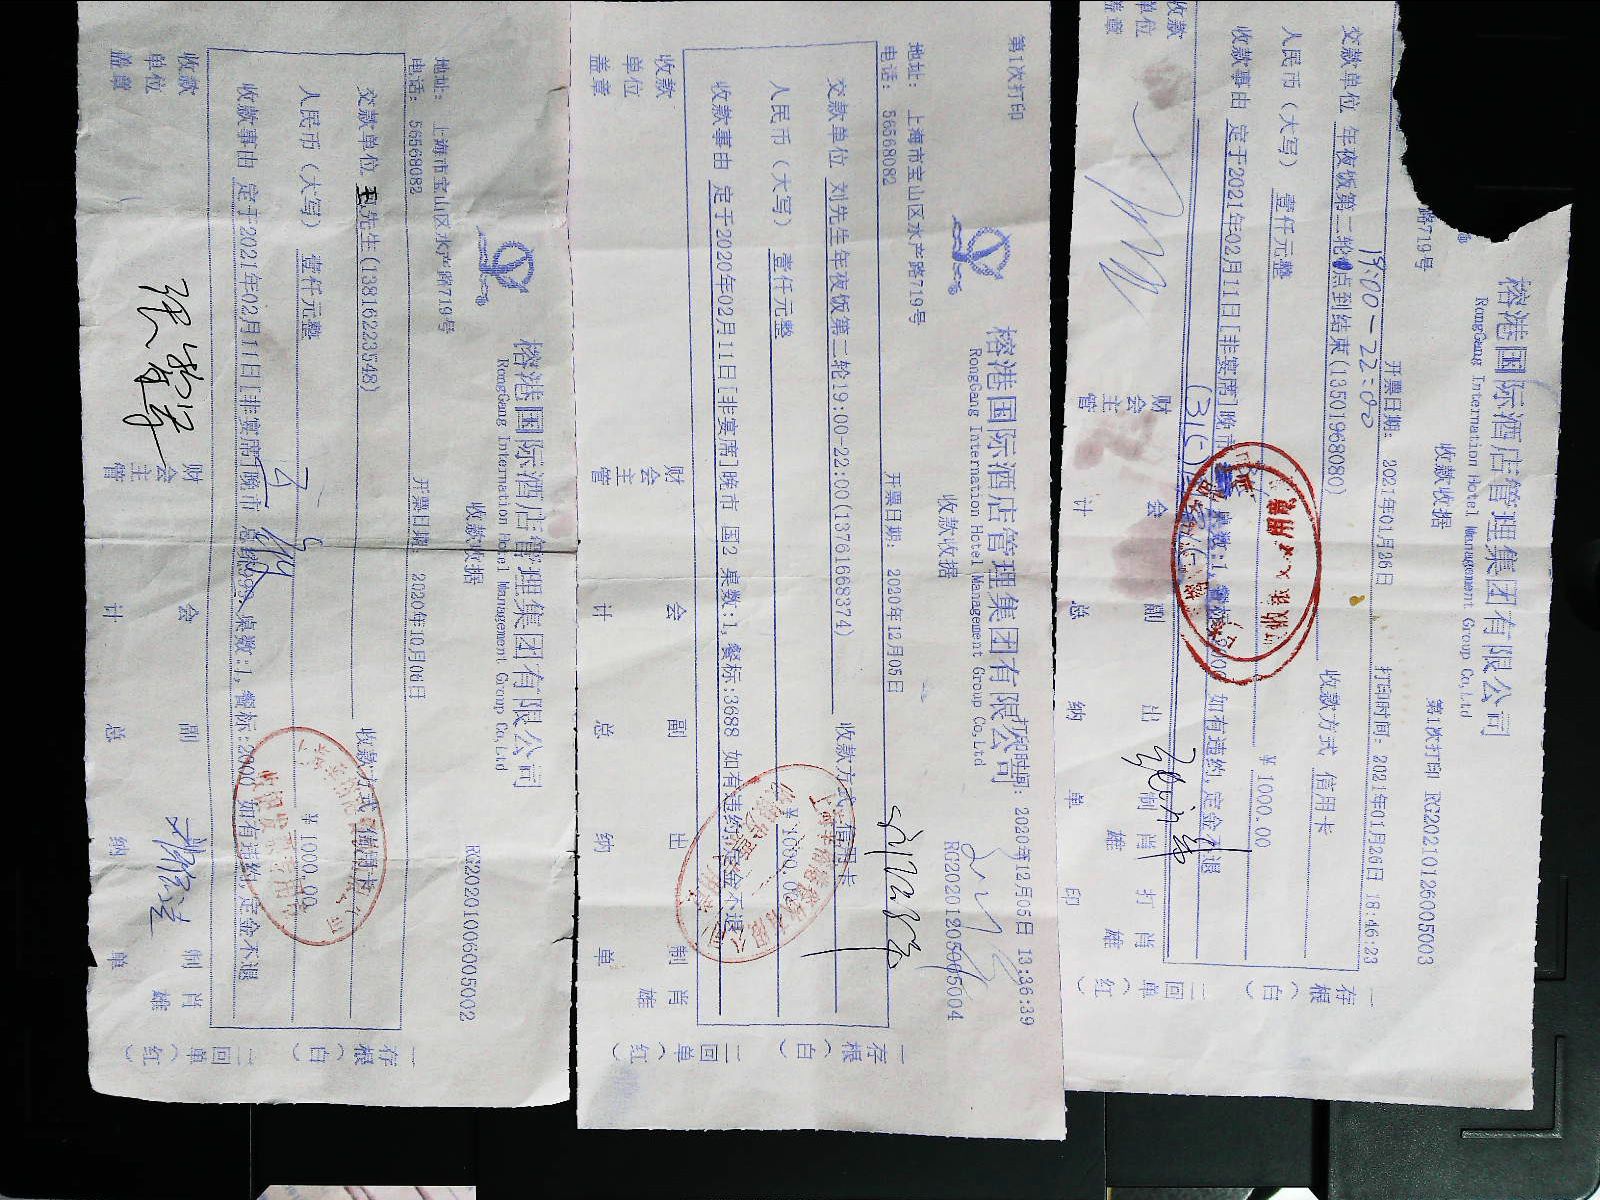 榕港国际酒店管理集团有限公司
RongGang International Hotel Management Group Co,Ltd
收款收据
RG20201006005002
地址： 上海市宝山区水产路719号
电话： 56568082
开票日期： 2020年10月06日
交款单位 王先生(13816223548)
收款方式 信用卡
人民币（大写） 壹仟元整
￥1000.00
收款事由 定于2021年02月11日[非宴席]晚市
桌数:1,餐标:2800 如有违约,定金不退
收款单位盖章
财会主管
会计
副总
出纳
制单 肖雄
一存根（白）
二回单（红）
第1次打印
榕港国际酒店管理集团有限公司
RongGang International Hotel Management Group Co,Ltd
打印时间： 2020年12月05日 13:36:39
收款收据
RG20201205005004
地址： 上海市宝山区水产路719号
电话： 56568082
开票日期： 2020年12月05日
交款单位 刘先生年夜饭第二轮19:00-22:00(13761668374)
收款方式 信用卡
人民币（大写） 壹仟元整
￥1000.00
收款事由 定于2020年02月11日[非宴席]晚市 国2 桌数:1,餐标:3688 如有违约,定金不退
收款单位盖章
财会主管
会计
副总
出纳
制单 肖雄
一存根（白）
二回单（红）
榕港国际酒店管理集团有限公司
RongGang International Hotel Management Group Co,Ltd
收款收据
第1次打印 RG20210126005003
路719号
开票日期： 2021年01月26日
打印时间： 2021年01月26日 18:46:23
19:00-22:00
交款单位 年夜饭第二轮 点到结束(13501968080)
收款方式 信用卡
人民币（大写） 壹仟元整
￥1000.00
收款事由 定于2021年02月11日[非宴席]晚市
桌数:1,餐标 如有违约,定金不退
收款单位盖章
财会主管
会计
副总
出纳
制单 肖雄
打印 肖雄
一存根（白）
二回单（红）